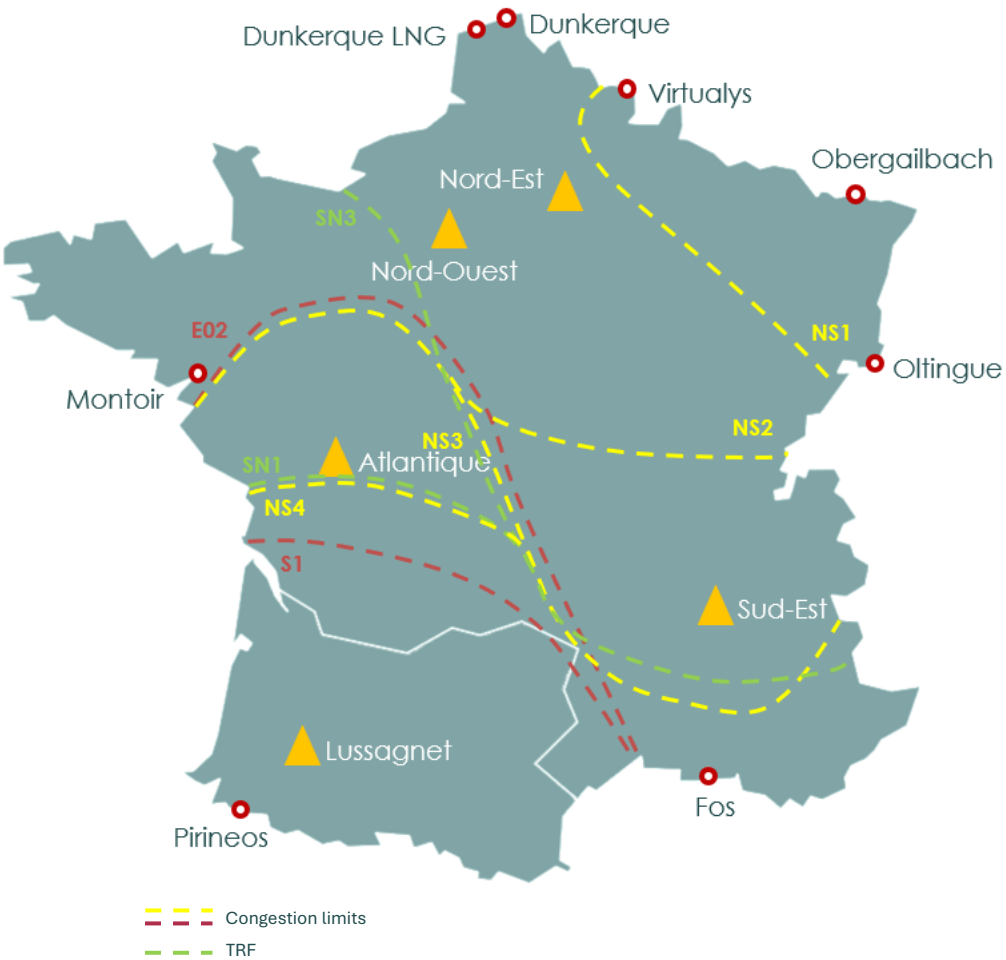 Dunkerque LNG
Dunkerque
Virtualys
Obergailbach
Nord-Est
SN3
Nord-Ouest
E02
NS1
Oltingue
Montoir
NS2
NS3
SN1
Atlantique
NS4
S1
Sud-Est
Lussagnet
Fos
Pirineos
Congestion limits
TRF